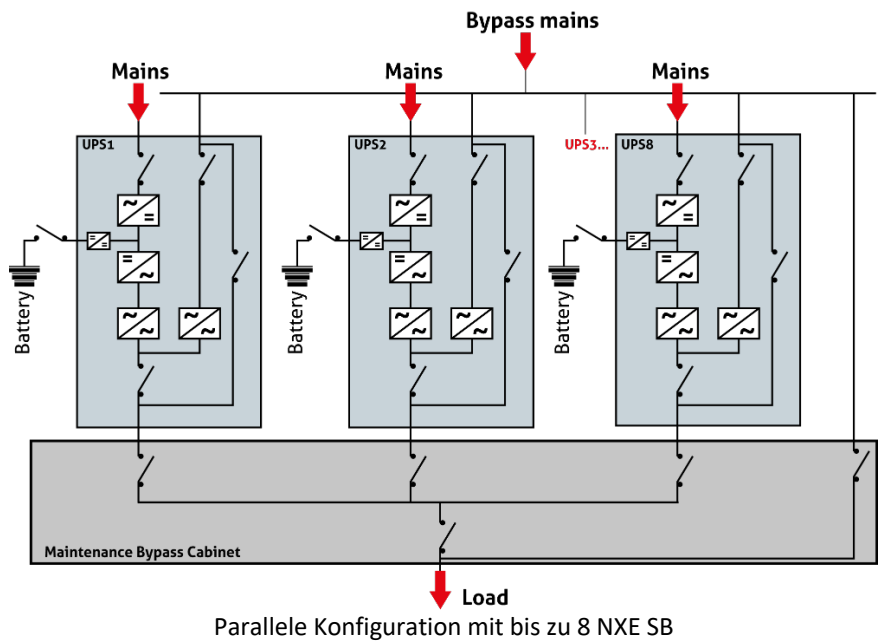 Bypass mains
Mains
Mains
Mains
UPS1
UPS2
UPS3...
UPS8
Battery
Battery
Battery
Maintenance Bypass Cabinet
Load
Parallele Konfiguration mit bis zu 8 NXE SB